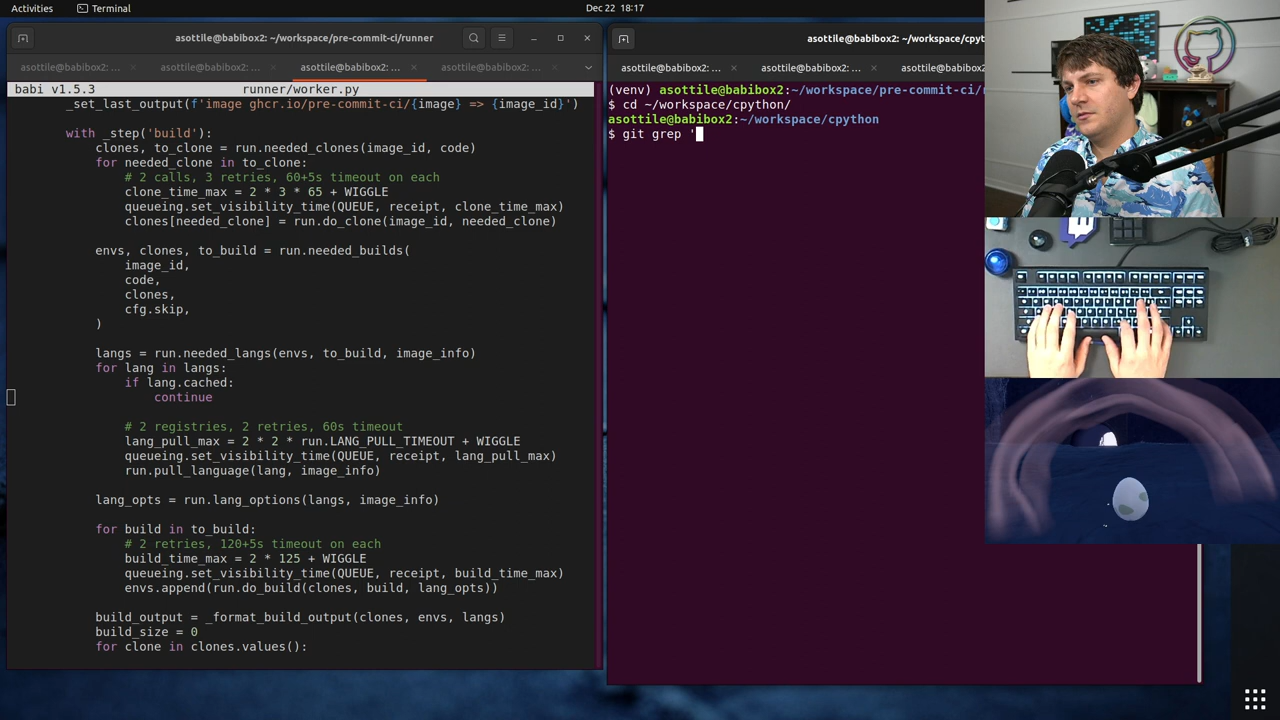 Activities
Terminal
Dec 22 18:17
asottile@babibox2: ~/workspace/pre-commit-ci/runner
asottile@babibox2: ...
asottile@babibox2: ...
asottile@babibox2: ...
asottile@babibox2: ...
babi v1.5.3 runner/worker.py
_set_last_output(f'image ghcr.io/pre-commit-ci/{image} => {image_id}')
with _step('build'):
clones, to_clone = run.needed_clones(image_id, code)
for needed_clone in to_clone:
# 2 calls, 3 retries, 60+5s timeout on each
clone_time_max = 2 * 3 * 65 + WIGGLE
queueing.set_visibility_time(QUEUE, receipt, clone_time_max)
clones[needed_clone] = run.do_clone(image_id, needed_clone)
envs, clones, to_build = run.needed_builds(
image_id,
code,
clones,
cfg.skip,
)
langs = run.needed_langs(envs, to_build, image_info)
for lang in langs:
if lang.cached:
continue
# 2 registries, 2 retries, 60s timeout
lang_pull_max = 2 * 2 * run.LANG_PULL_TIMEOUT + WIGGLE
queueing.set_visibility_time(QUEUE, receipt, lang_pull_max)
run.pull_language(lang, image_info)
lang_opts = run.lang_options(langs, image_info)
for build in to_build:
# 2 retries, 120+5s timeout on each
build_time_max = 2 * 125 + WIGGLE
queueing.set_visibility_time(QUEUE, receipt, build_time_max)
envs.append(run.do_build(clones, build, lang_opts))
build_output = _format_build_output(clones, envs, langs)
build_size = 0
for clone in clones.values():
asottile@babibox2: ~/workspace/cpyt
asottile@babibox2: ...
asottile@babibox2: ...
asottile@babibox2: ...
(venv) asottile@babibox2:~/workspace/pre-commit-ci/r
$ cd ~/workspace/cpython/
asottile@babibox2:~/workspace/cpython
$ git grep '